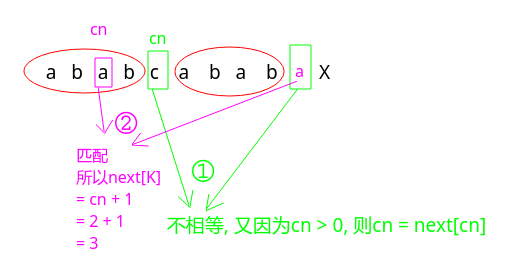 cn
cn
a b a b c a b a b a X
②
匹配
①
所以next[K]
= cn + 1
= 2 + 1
= 3
不相等, 又因为cn > 0, 则cn = next[cn]